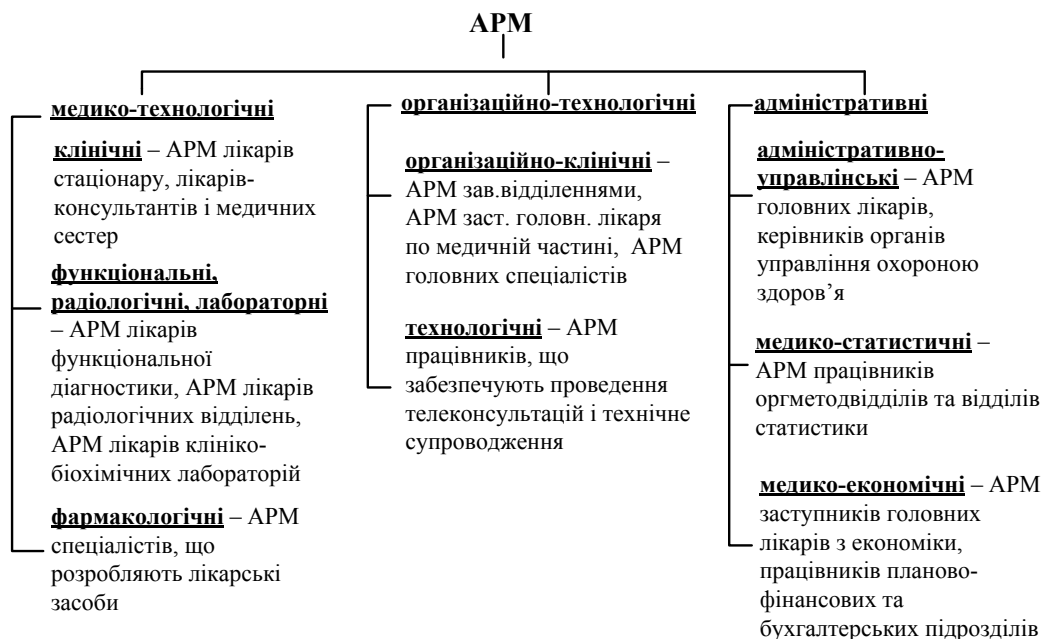 АРМ
медико-технологічні
клінічні – АРМ лікарів
стаціонару, лікарів-
консультантів і медичних
сестер
функціональні,
радіологічні, лабораторні
– АРМ лікарів
функціональної
діагностики, АРМ лікарів
радіологічних відділень,
АРМ лікарів клініко-
біохімічних лабораторій
фармакологічні – АРМ
спеціалістів, що
розробляють лікарські
засоби
організаційно-технологічні
організаційно-клінічні –
АРМ зав.відділеннями,
АРМ заст. головн. лікаря
по медичній частині, АРМ
головних спеціалістів
технологічні – АРМ
працівників, що
забезпечують проведення
телеконсультацій і технічне
супроводження
адміністративні
адміністративно-
управлінські – АРМ
головних лікарів,
керівників органів
управління охороною
здоров’я
медико-статистичні –
АРМ працівників
оргметодвідділів та відділів
статистики
медико-економічні – АРМ
заступників головних
лікарів з економіки,
працівників планово-
фінансових та
бухгалтерських підрозділів